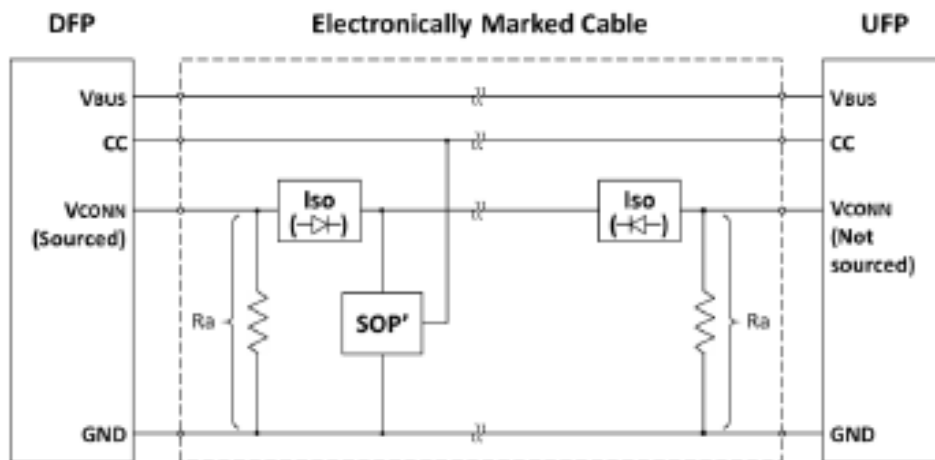 DFP
Electronically Marked Cable
UFP
VBUS
VBUS
CC
CC
Iso
Iso
VCONN
(Sourced)
VCONN
(Not
sourced)
Ra
SOP'
Ra
GND
GND